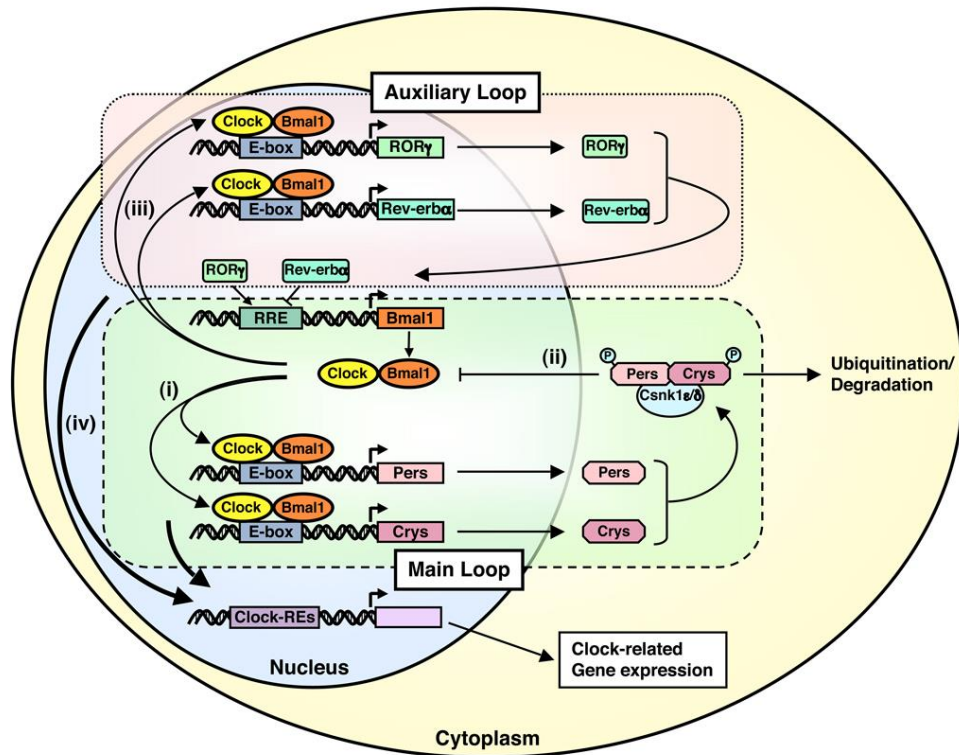 Auxiliary Loop
Clock Bmal1
E-box RORγ RORγ
Clock Bmal1
(iii)
E-box Rev-erbα Rev-erbα
RORγ Rev-erbα
RRE Bmal1
(ii)
P P
Clock Bmal1 Pers Crys Ubiquitination/
Degradation
Csnk1ε/δ
(i)
(iv)
Clock Bmal1
E-box Pers Pers
Clock Bmal1
E-box Crys Crys
Main Loop
Clock-REs
Clock-related
Gene expression
Nucleus
Cytoplasm